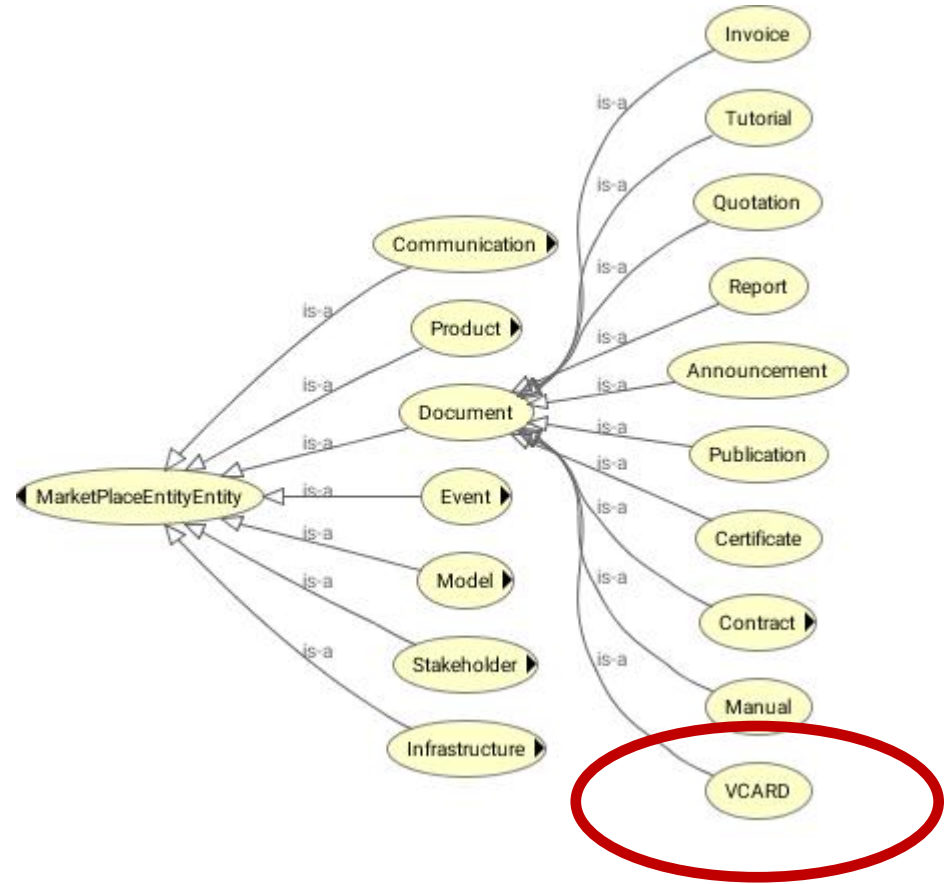 MarketPlaceEntityEntity
is-a
is-a
is-a
is-a
is-a
is-a
is-a
Communication
Product
Document
Event
Model
Stakeholder
Infrastructure
is-a
is-a
is-a
is-a
is-a
is-a
is-a
is-a
is-a
is-a
Invoice
Tutorial
Quotation
Report
Announcement
Publication
Certificate
Contract
Manual
VCARD